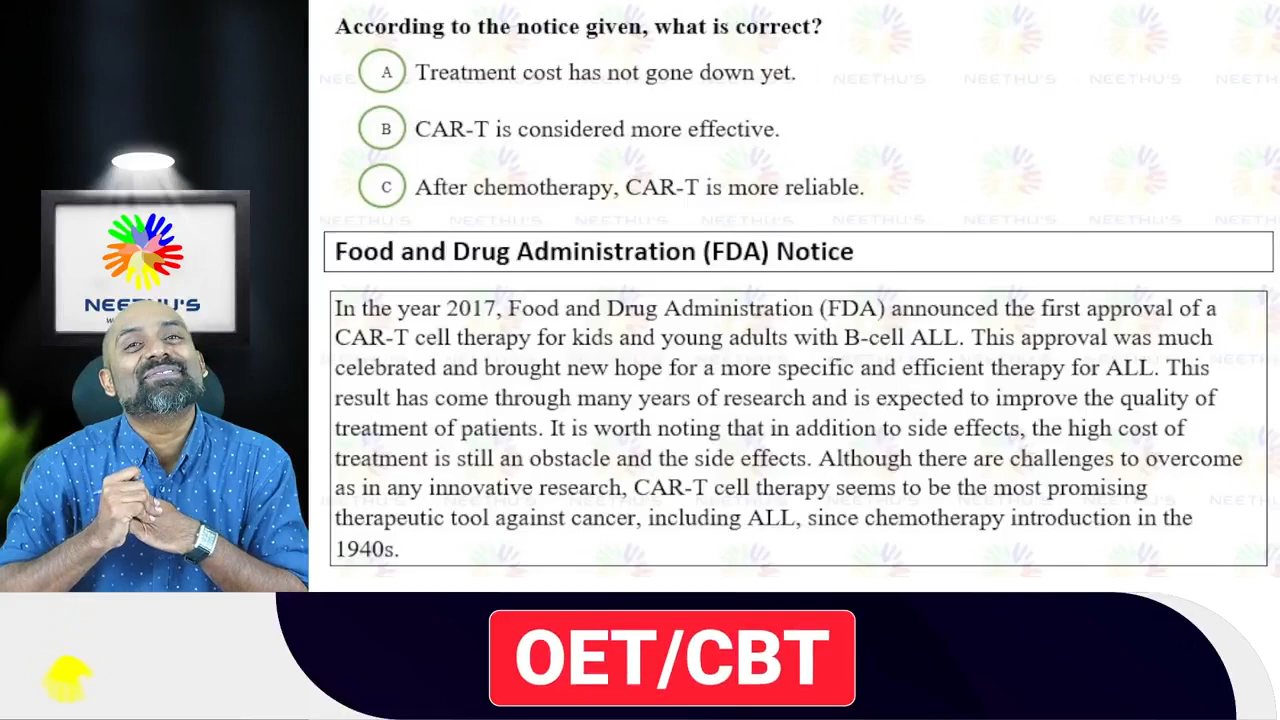 According to the notice given, what is correct?
A Treatment cost has not gone down yet.
B CAR-T is considered more effective.
C After chemotherapy, CAR-T is more reliable.
Food and Drug Administration (FDA) Notice
In the year 2017, Food and Drug Administration (FDA) announced the first approval of a
CAR-T cell therapy for kids and young adults with B-cell ALL. This approval was much
celebrated and brought new hope for a more specific and efficient therapy for ALL. This
result has come through many years of research and is expected to improve the quality of
treatment of patients. It is worth noting that in addition to side effects, the high cost of
treatment is still an obstacle and the side effects. Although there are challenges to overcome
as in any innovative research, CAR-T cell therapy seems to be the most promising
therapeutic tool against cancer, including ALL, since chemotherapy introduction in the
1940s.
NEETHU'S
OET/CBT